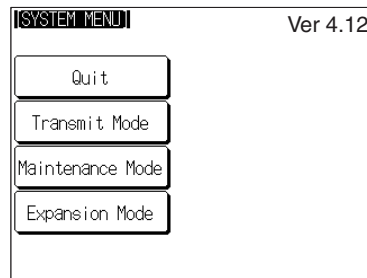 [SYSTEM MENU]
Ver 4.12
Quit
Transmit Mode
Maintenance Mode
Expansion Mode